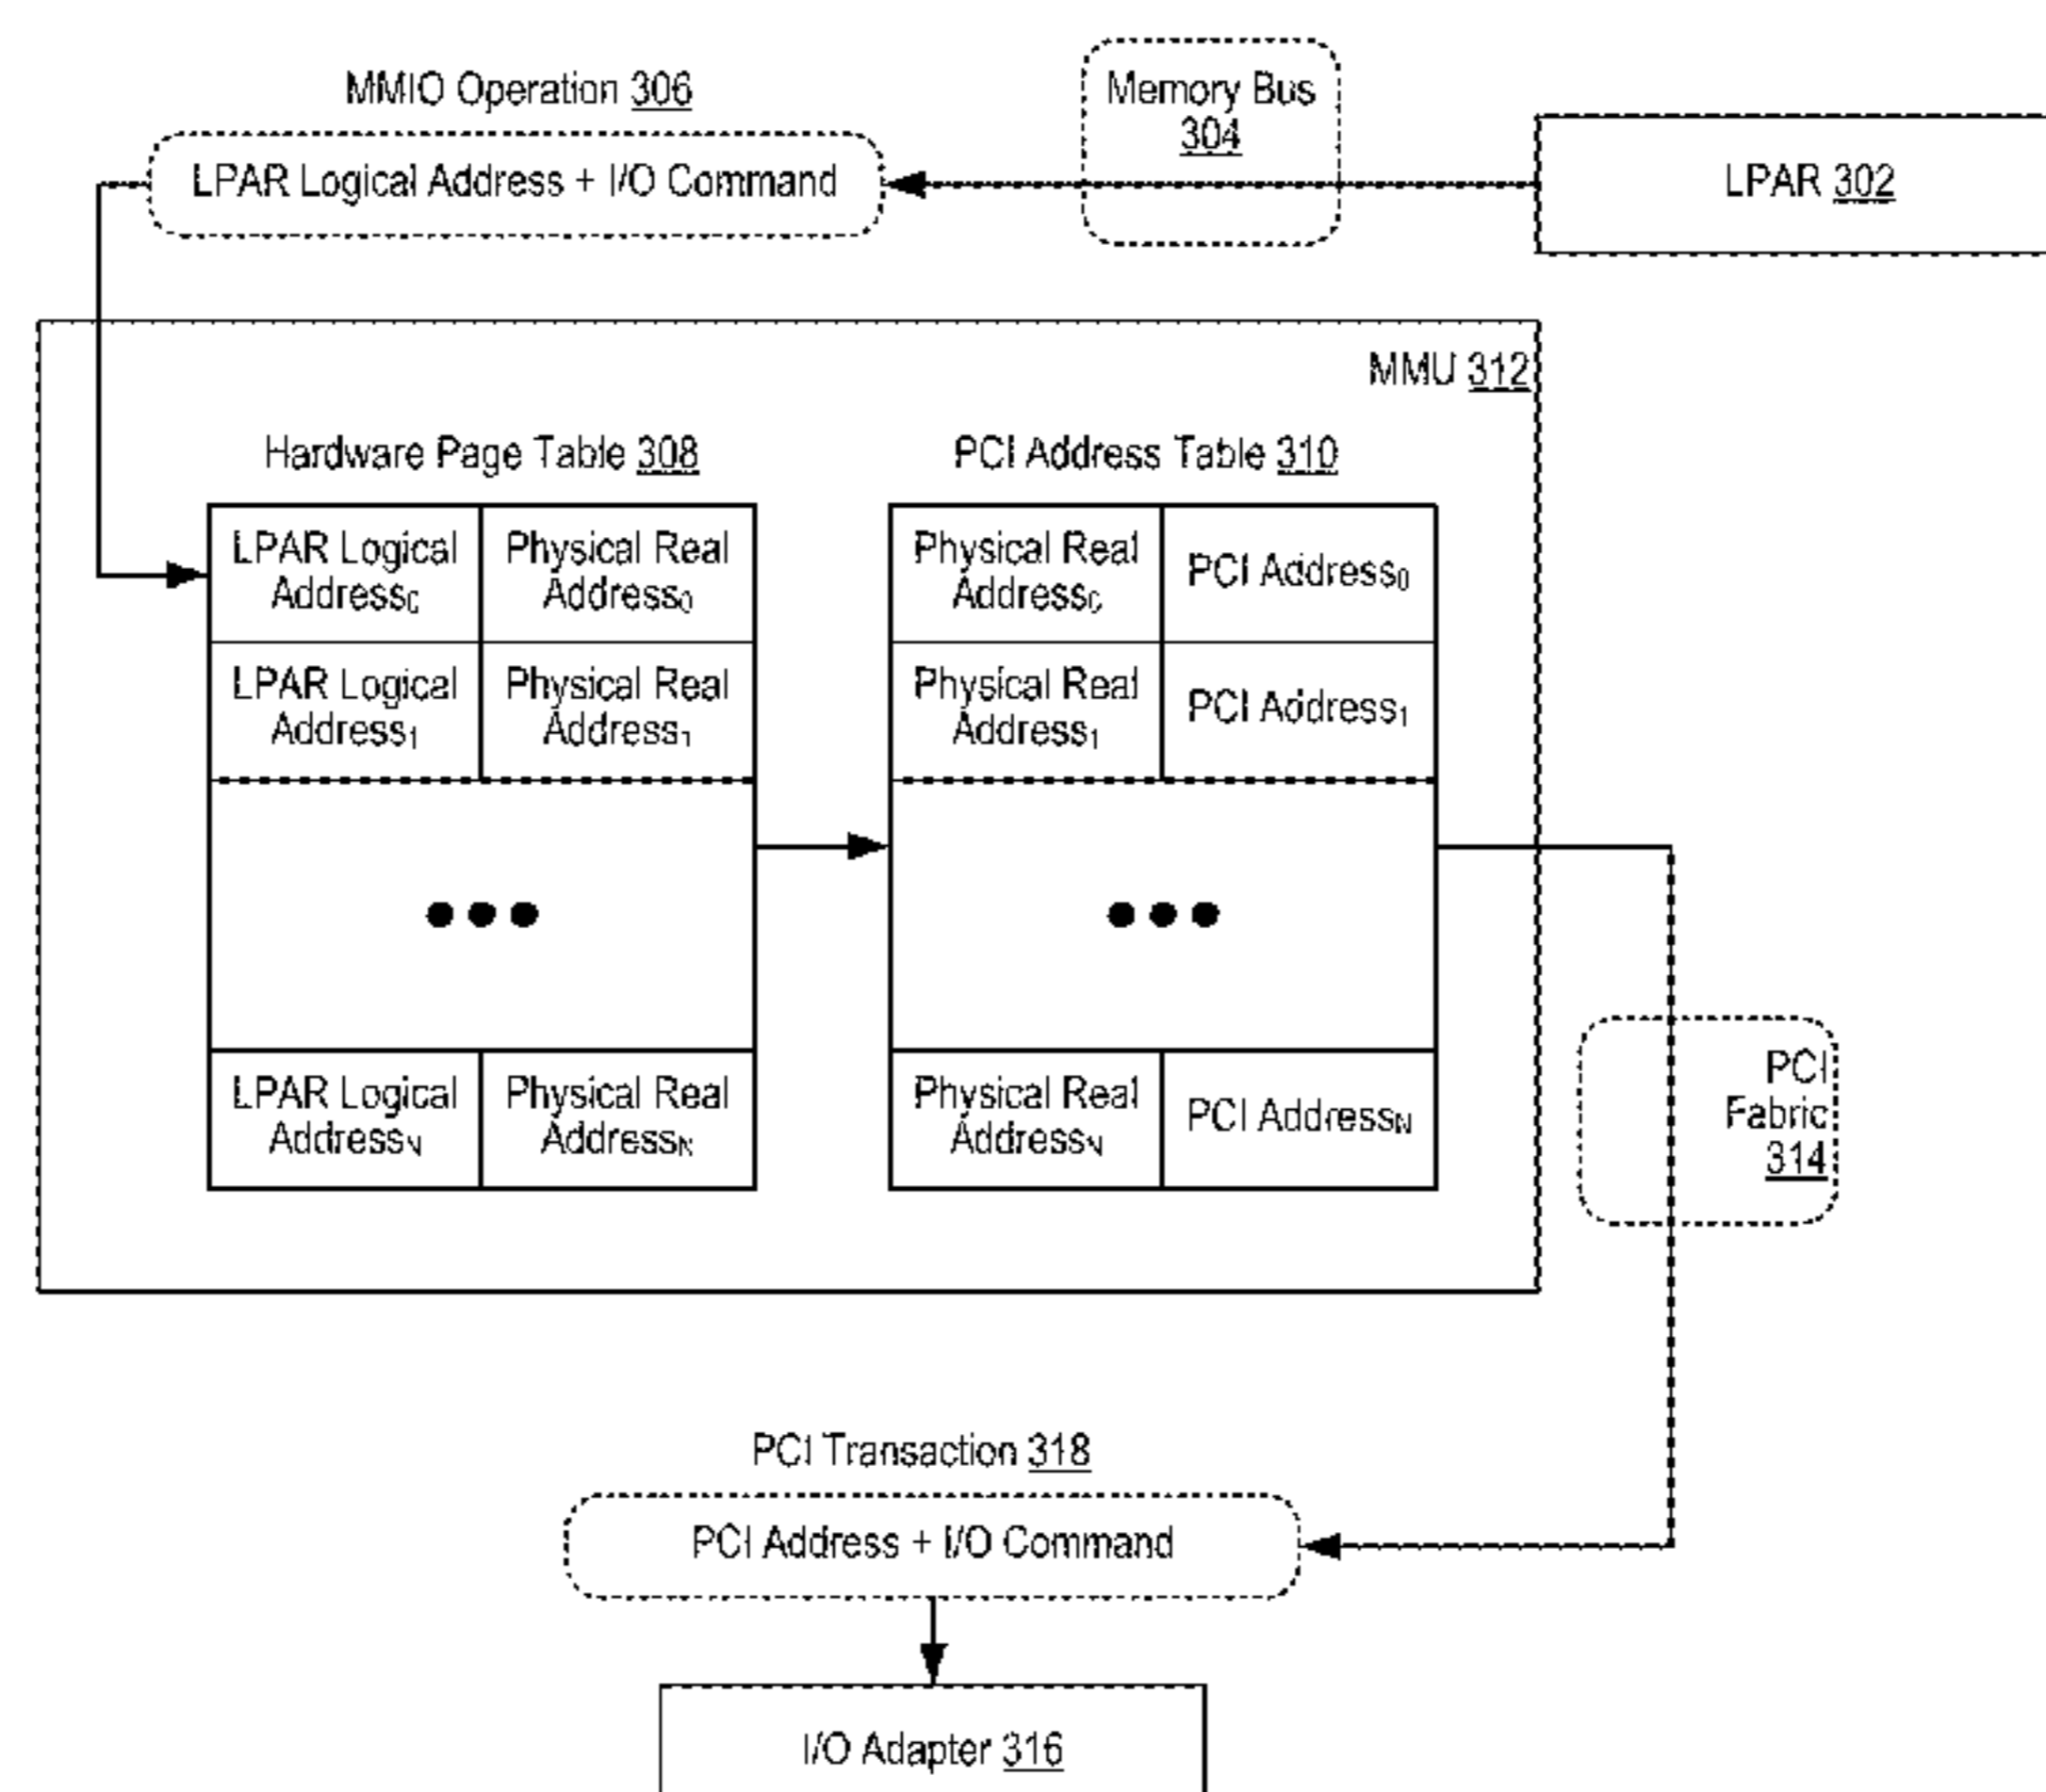 MMIO Operation 306
Memory Bus
304
LPAR Logical Address + I/O Command
LPAR 302
MMU 312
Hardware Page Table 308
PCI Address Table 310
LPAR Logical
Address₀
Physical Real
Address₀
Physical Real
Address₀
PCI Address₀
LPAR Logical
Address₁
Physical Real
Address₁
Physical Real
Address₁
PCI Address₁
LPAR Logical
AddressN
Physical Real
AddressN
Physical Real
AddressN
PCI AddressN
PCI
Fabric
314
PCI Transaction 318
PCI Address + I/O Command
I/O Adapter 316